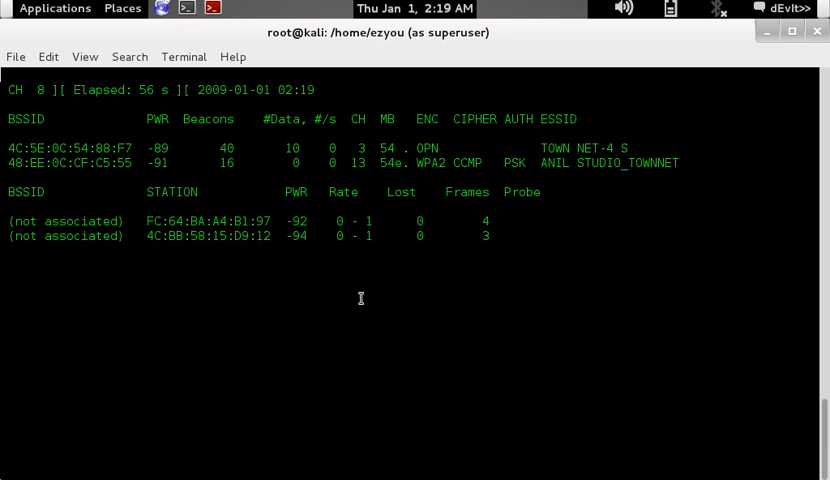 Applications Places Thu Jan 1, 2:19 AM dEvIt>>
root@kali: /home/ezyou (as superuser)
File Edit View Search Terminal Help
CH 8 ][ Elapsed: 56 s ][ 2009-01-01 02:19
BSSID PWR Beacons #Data, #/s CH MB ENC CIPHER AUTH ESSID
4C:5E:0C:54:88:F7 -89 40 10 0 3 54 . OPN TOWN NET-4 S
48:EE:0C:CF:C5:55 -91 16 0 0 13 54e. WPA2 CCMP PSK ANIL STUDIO_TOWNNET
BSSID STATION PWR Rate Lost Frames Probe
(not associated) FC:64:BA:A4:B1:97 -92 0 - 1 0 4
(not associated) 4C:BB:58:15:D9:12 -94 0 - 1 0 3